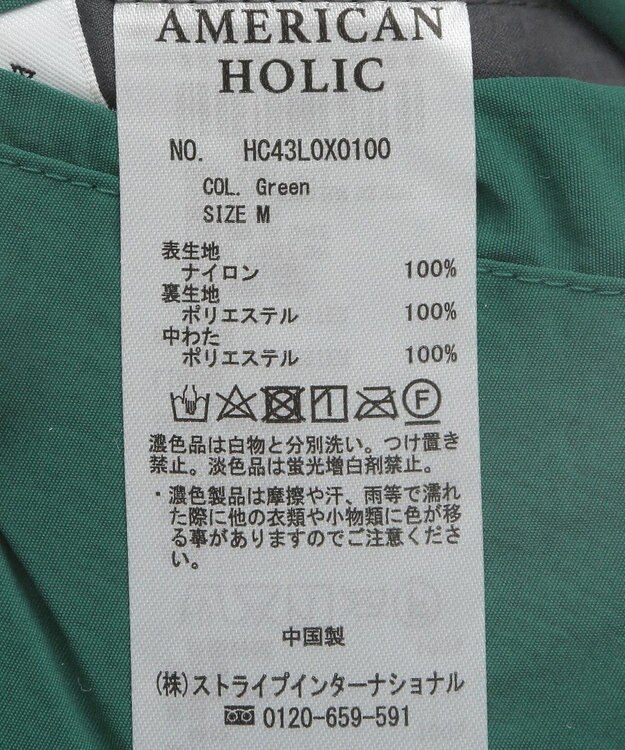 AMERICAN
HOLIC
NO. HC43L0X0100
COL. Green
SIZE M
表生地
ナイロン 100%
裏生地
ポリエステル 100%
中わた
ポリエステル 100%
F
濃色品は白物と分別洗い。つけ置き
禁止。淡色品は蛍光増白剤禁止。
・濃色製品は摩擦や汗、雨等で濡れ
た際に他の衣類や小物類に色が移
る事がありますのでご注意くださ
い。
中国製
(株)ストライプインターナショナル
0120-659-591